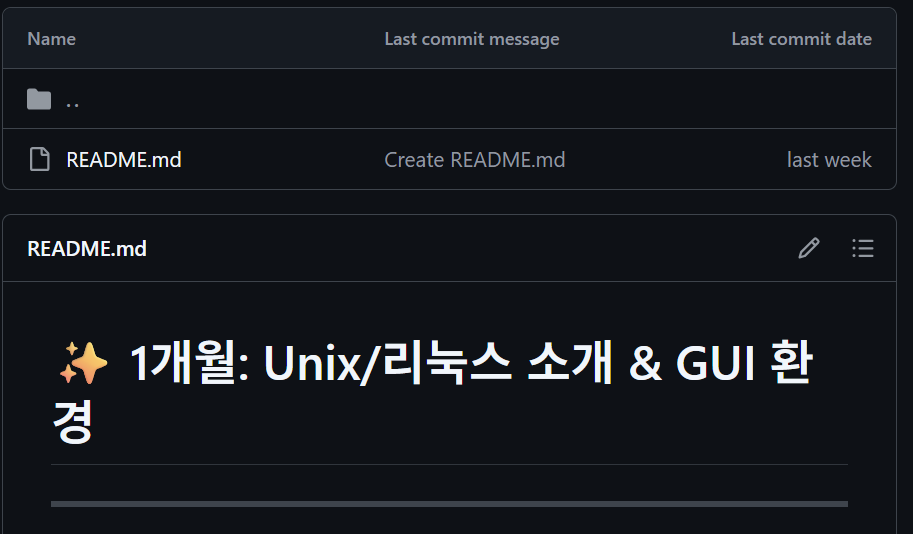 Name Last commit message Last commit date
..
README.md Create README.md last week
README.md
✨ 1개월: Unix/리눅스 소개 & GUI 환
경